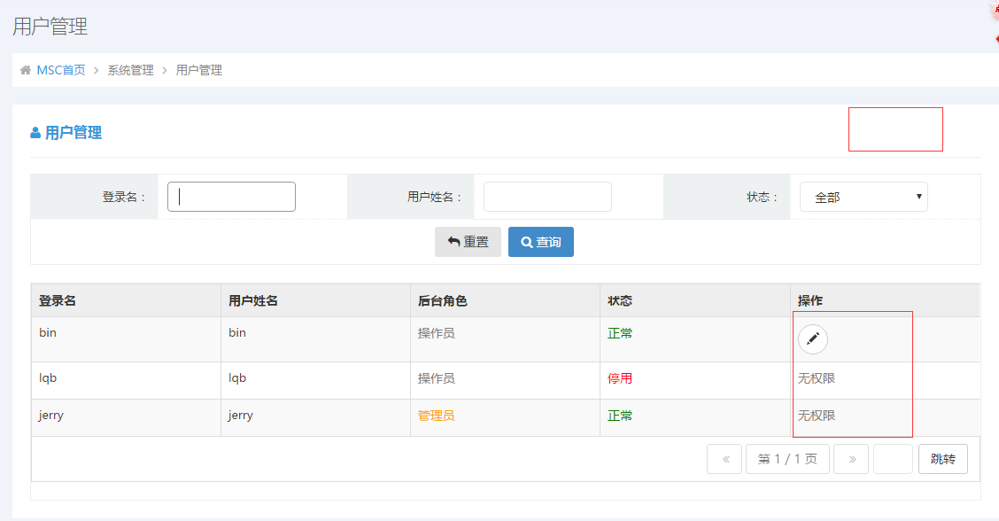 用户管理
MSC首页 > 系统管理 > 用户管理
用户管理
登录名： 用户姓名： 状态： 全部
重置 查询
登录名 用户姓名 后台角色 状态 操作
bin bin 操作员 正常
lqb lqb 操作员 停用 无权限
jerry jerry 管理员 正常 无权限
« 第 1 / 1 页 » 跳转